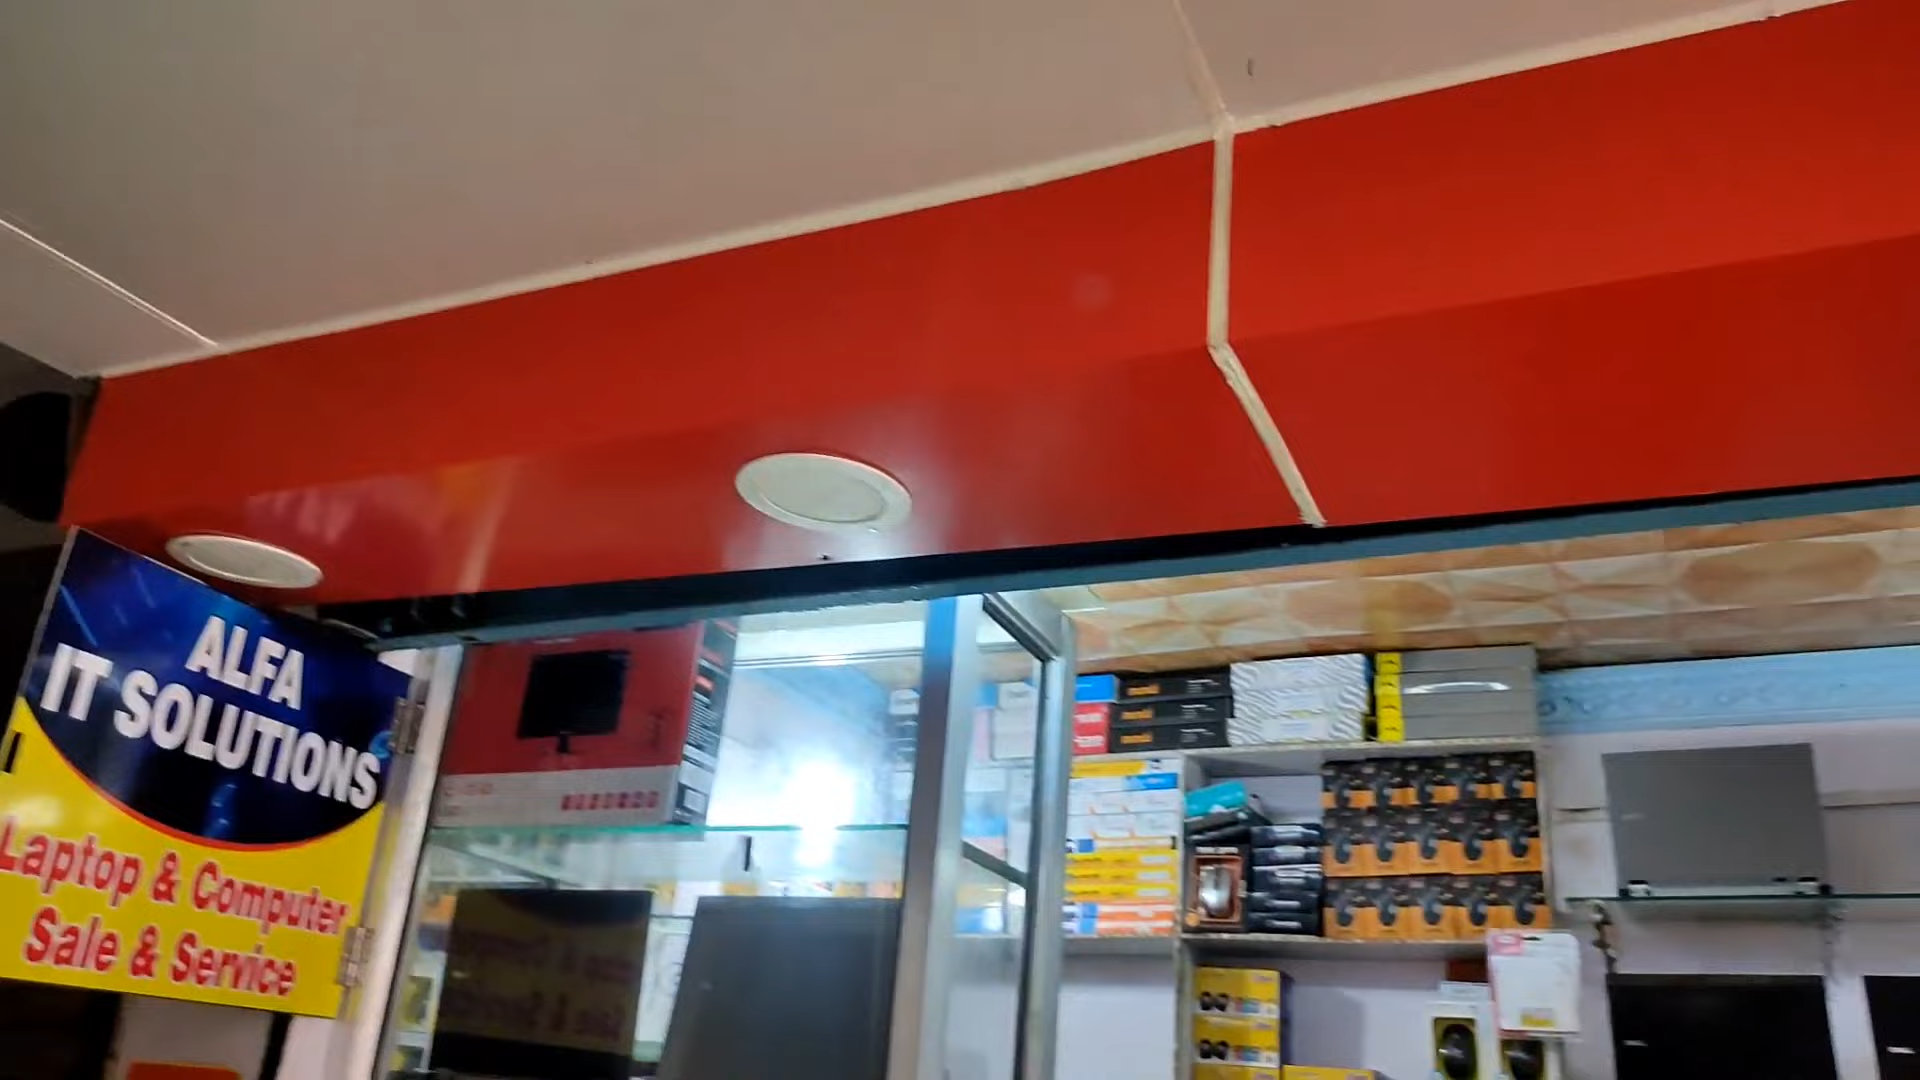 ALFA
IT SOLUTIONS
Laptop & Computer
Sale & Service